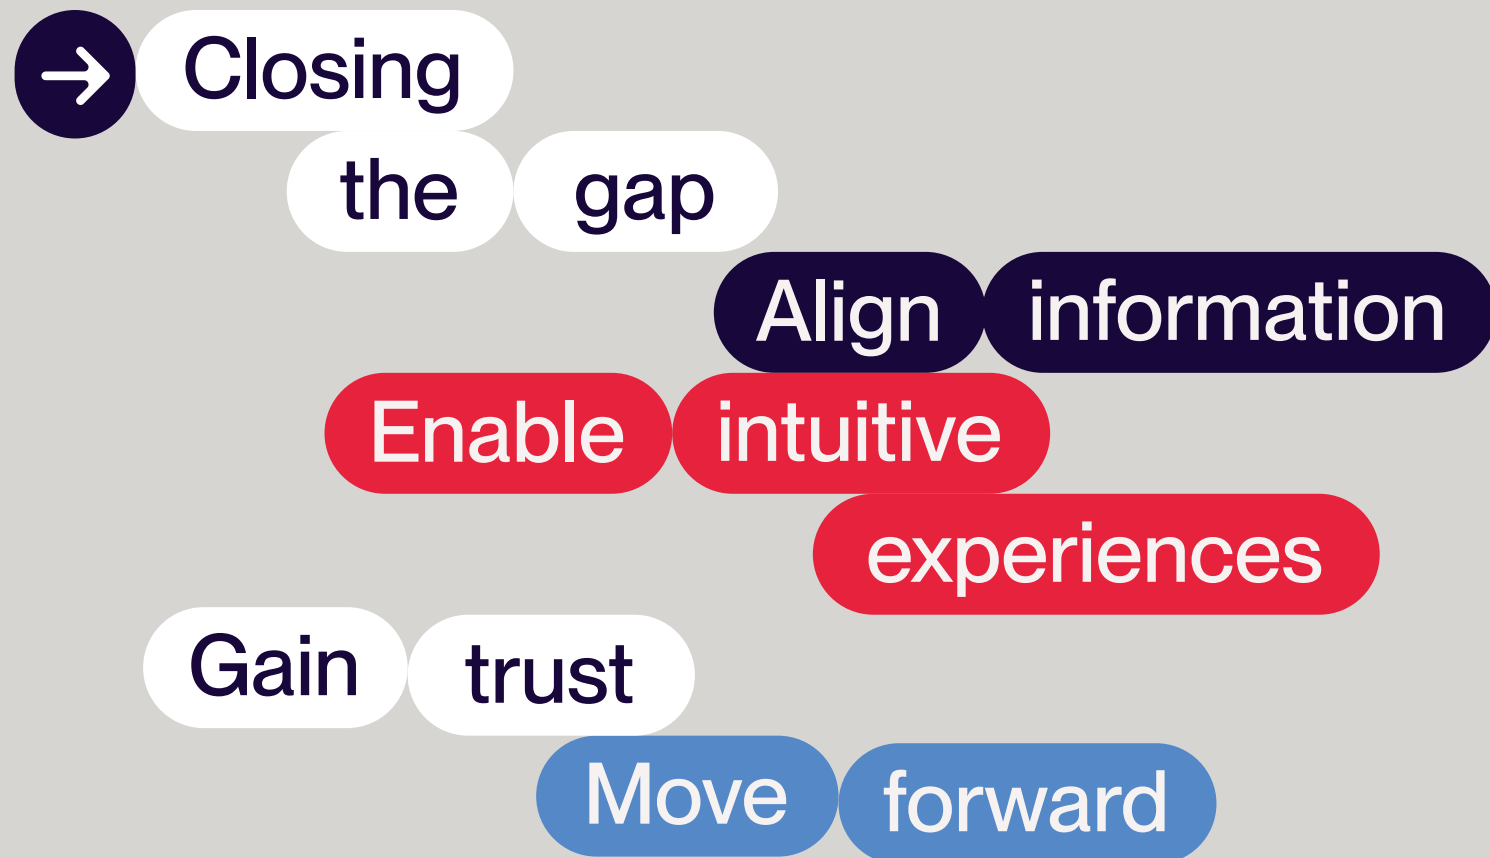 Closing
the gap
Align information
Enable intuitive
experiences
Gain trust
Move forward